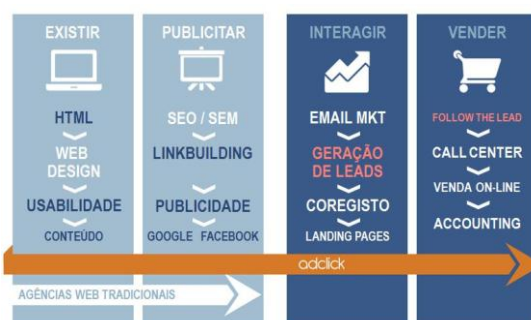 EXISTIR
HTML
WEB
DESIGN
USABILIDADE
CONTEÚDO
PUBLICITAR
SEO / SEM
LINKBUILDING
PUBLICIDADE
GOOGLE FACEBOOK
INTERAGIR
EMAIL MKT
GERAÇÃO
DE LEADS
COREGISTO
LANDING PAGES
VENDER
FOLLOW THE LEAD
CALL CENTER
VENDA ON-LINE
ACCOUNTING
adclick
AGÊNCIAS WEB TRADICIONAIS